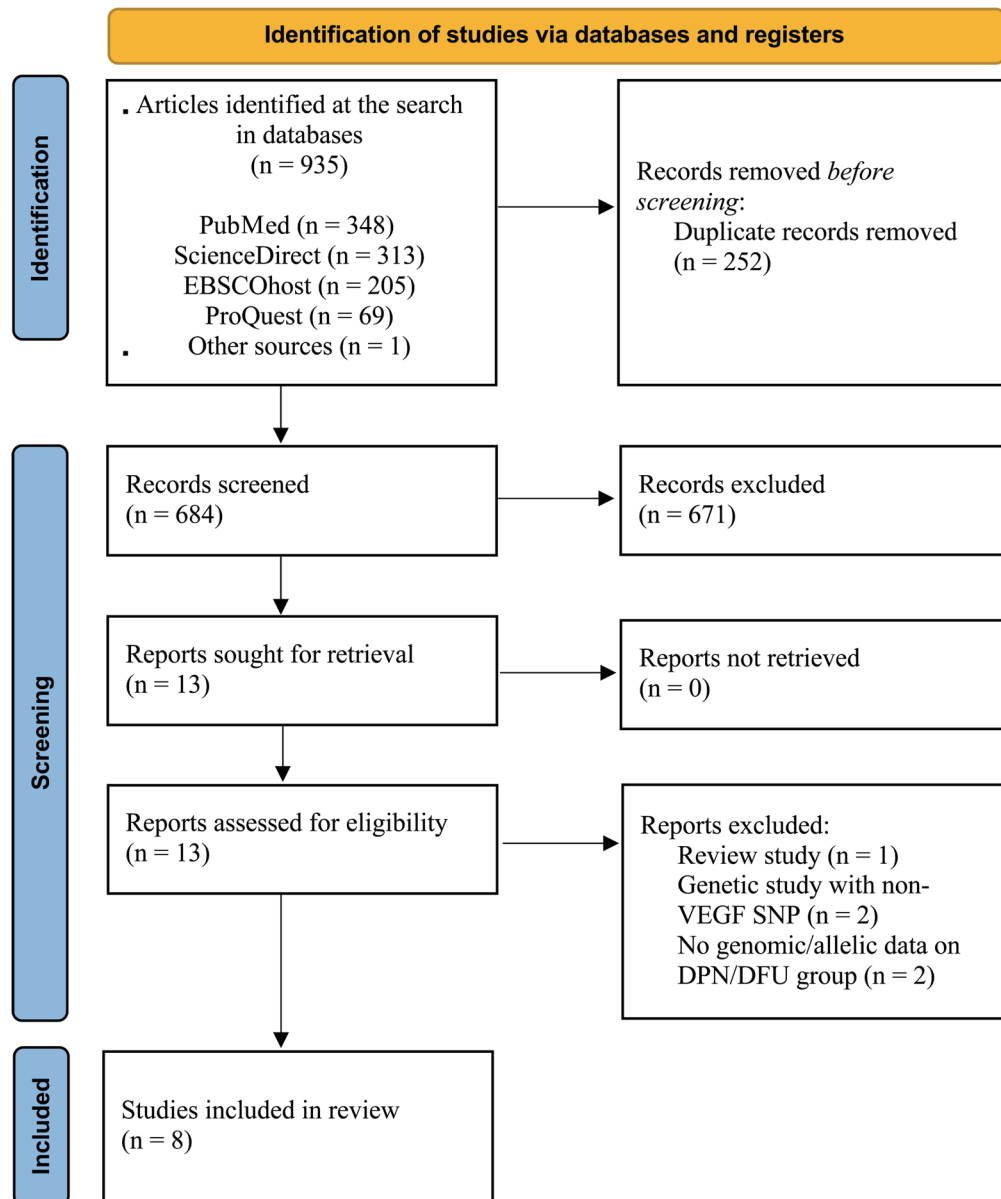 Identification of studies via databases and registers
Identification
. Articles identified at the search
in databases
(n = 935)
PubMed (n = 348)
ScienceDirect (n = 313)
EBSCOhost (n = 205)
ProQuest (n = 69)
. Other sources (n = 1)
Records removed before
screening:
Duplicate records removed
(n = 252)
Screening
Records screened
(n = 684)
Records excluded
(n = 671)
Reports sought for retrieval
(n = 13)
Reports not retrieved
(n = 0)
Reports assessed for eligibility
(n = 13)
Reports excluded:
Review study (n = 1)
Genetic study with non-
VEGF SNP (n = 2)
No genomic/allelic data on
DPN/DFU group (n = 2)
Included
Studies included in review
(n = 8)